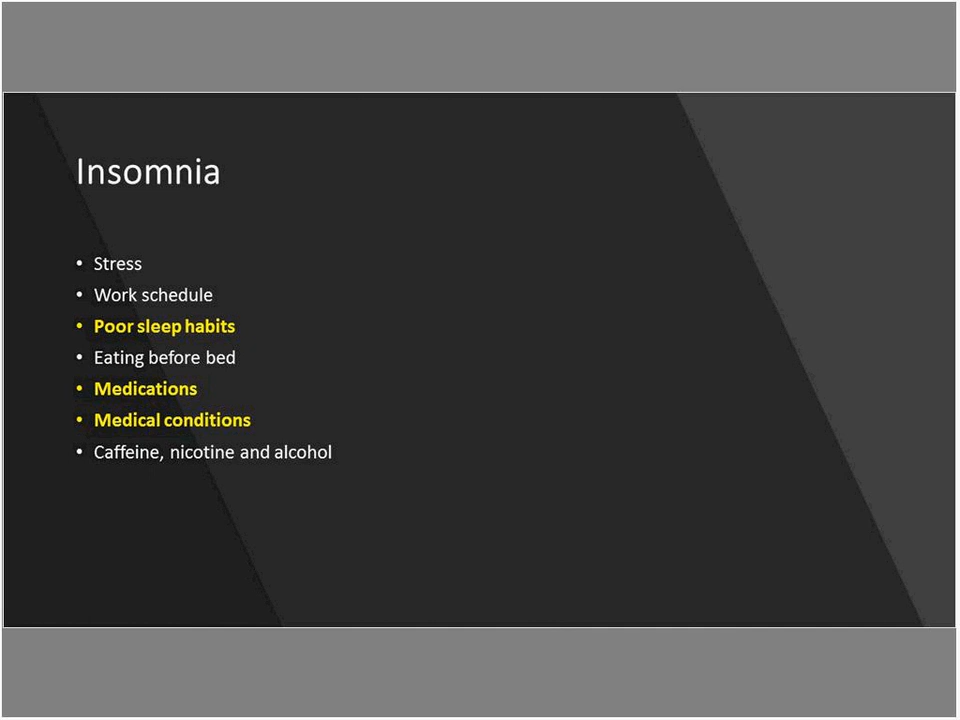 Insomnia
• Stress
• Work schedule
• Poor sleep habits
• Eating before bed
• Medications
• Medical conditions
• Caffeine, nicotine and alcohol